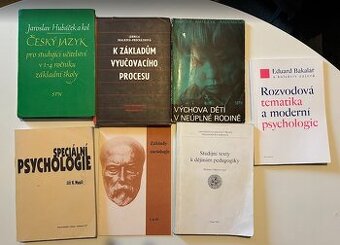 Jaroslav Hubáček a kol.
ČESKÝ JAZYK
pro studující učitelství
v 1.-4. ročníku
základní školy
SPN
K ZÁKLADŮM
VYUČOVACÍHO
PROCESU
VÝCHOVA DĚTÍ
V NEÚPLNÉ RODINĚ
Eduard Bakalář
Rozvodová
tematika
a moderní
psychologie
SPECIÁLNÍ
PSYCHOLOGIE
Základy
sociologie
Studijní texty
k dějinám pedagogiky